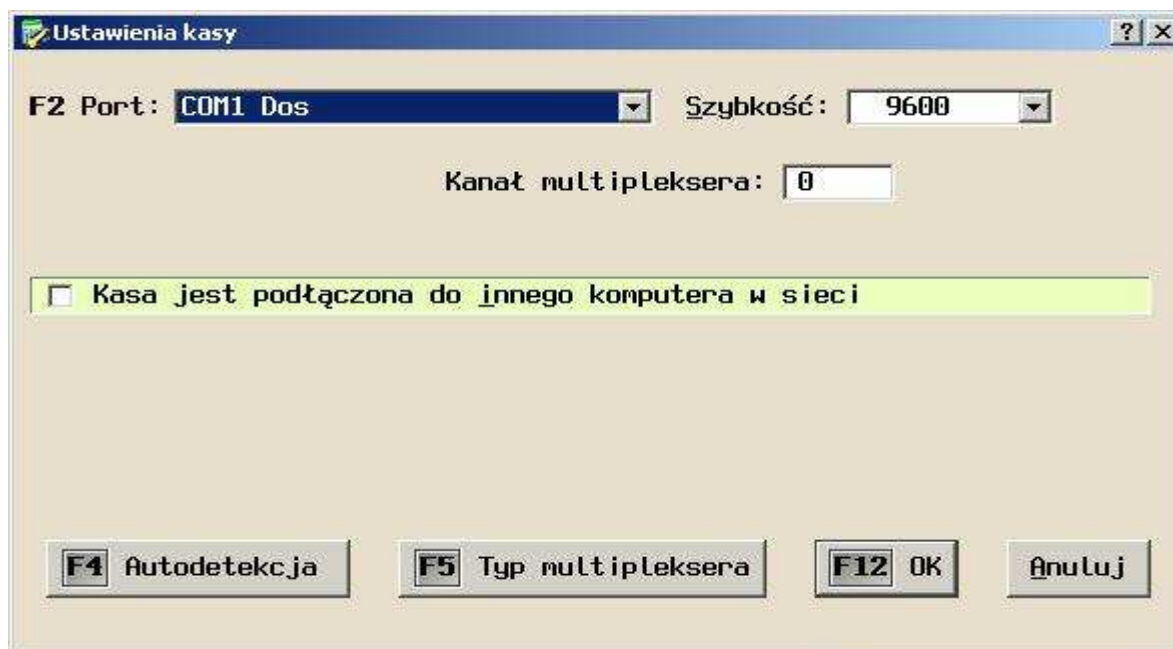 Ustawienia kasy
F2 Port: COM1 Dos Szybkość: 9600
Kanał multipleksera: 0
Kasa jest podłączona do innego komputera w sieci
F4 Autodetekcja F5 Typ multipleksera F12 OK Anuluj